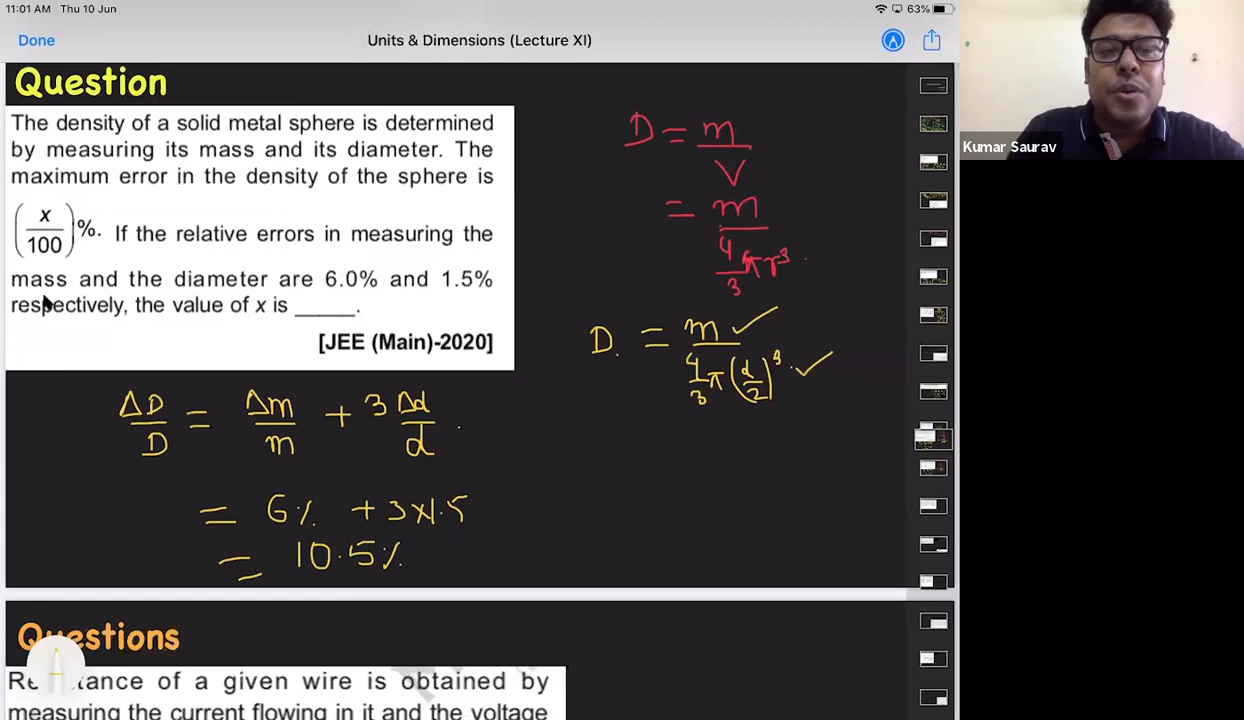 11:01 AM Thu 10 Jun
63%
Done
Units & Dimensions (Lecture XI)
Question
The density of a solid metal sphere is determined
by measuring its mass and its diameter. The
maximum error in the density of the sphere is
(x/100)%. If the relative errors in measuring the
mass and the diameter are 6.0% and 1.5%
respectively, the value of x is _____.
[JEE (Main)-2020]
D = m/V
= m/(4/3 πr³)
D. = m/(4/3 π(d/2)³)
ΔD/D = Δm/m + 3 Δd/d
= 6% + 3×1.5
= 10.5%
Kumar Saurav
Questions
of a given wire is obtained by
measuring the current flowing in it and the voltage